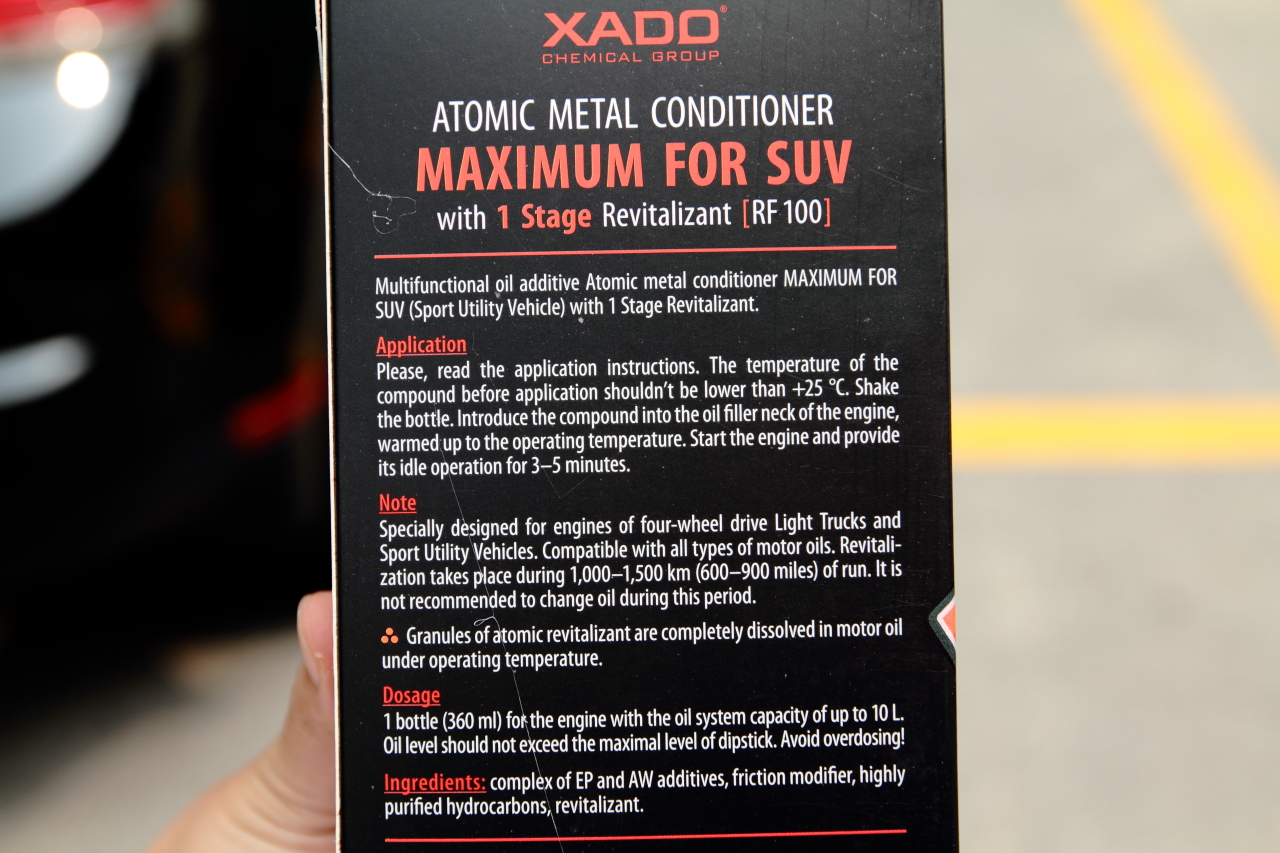 XADO®
CHEMICAL GROUP
ATOMIC METAL CONDITIONER
MAXIMUM FOR SUV
with 1 Stage Revitalizant [RF 100]
Multifunctional oil additive Atomic metal conditioner MAXIMUM FOR
SUV (Sport Utility Vehicle) with 1 Stage Revitalizant.
Application
Please, read the application instructions. The temperature of the
compound before application shouldn't be lower than +25 °C. Shake
the bottle. Introduce the compound into the oil filler neck of the engine,
warmed up to the operating temperature. Start the engine and provide
its idle operation for 3–5 minutes.
Note
Specially designed for engines of four-wheel drive Light Trucks and
Sport Utility Vehicles. Compatible with all types of motor oils. Revitali-
zation takes place during 1,000–1,500 km (600–900 miles) of run. It is
not recommended to change oil during this period.
Granules of atomic revitalizant are completely dissolved in motor oil
under operating temperature.
Dosage
1 bottle (360 ml) for the engine with the oil system capacity of up to 10 L.
Oil level should not exceed the maximal level of dipstick. Avoid overdosing!
Ingredients: complex of EP and AW additives, friction modifier, highly
purified hydrocarbons, revitalizant.